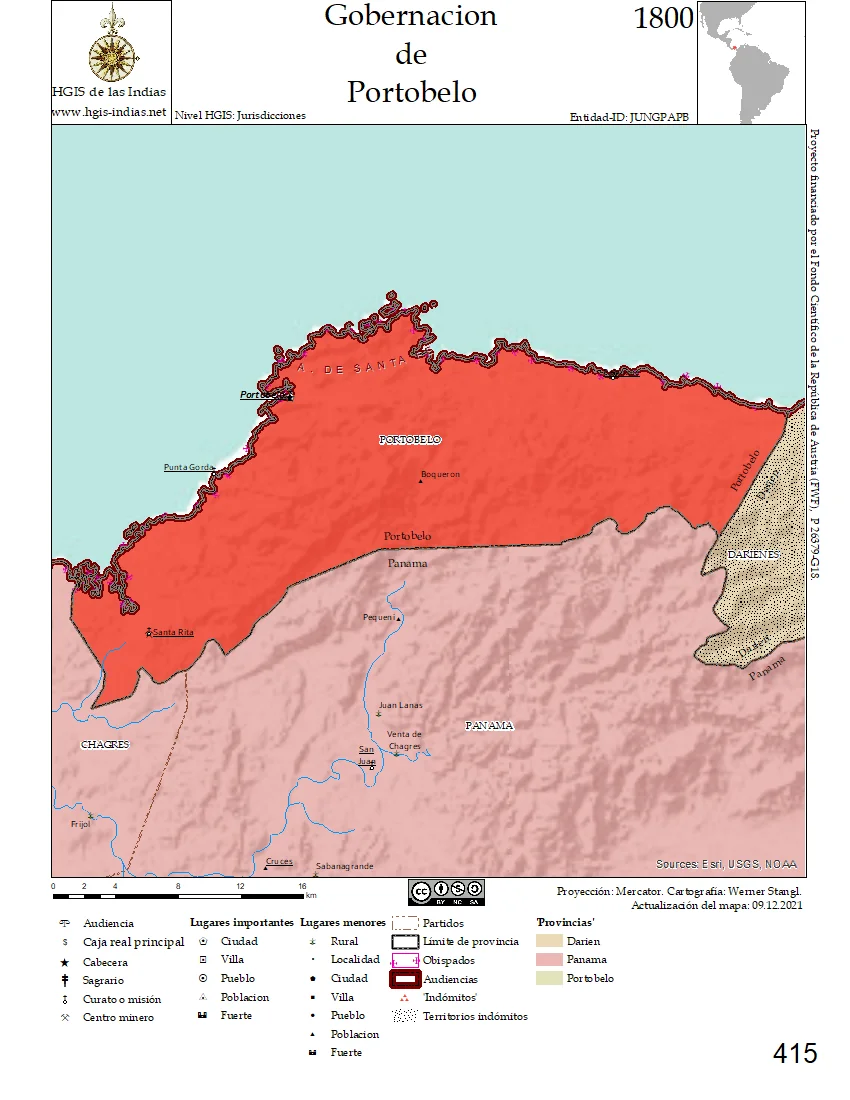 Gobernacion
de
Portobelo
1800
HGIS de las Indias
www.hgis-indias.net
Nivel HGIS: Jurisdicciones
Entidad-ID: JUNGPAPB
Proyecto financiado por el Fondo Científico de la República de Austria (FWF), P 26379-G18.
A. DE SANTA
PORTOBELO
Punta Gorda
Boqueron
Portobelo
Darien
Portobelo
Panama
DARIENES
Pequeni
Santa Rita
Darien
Panama
Juan Lanas
PANAMA
Venta de
Chagres
CHAGRES
San
Juan
Frijol
Cruces
Sabanagrande
Sources: Esri, USGS, NOAA
0 2 4 8 12 16
km
CC BY NC SA
Proyección: Mercator. Cartografía: Werner Stangl.
Actualización del mapa: 09.12.2021
Audiencia
Caja real principal
Cabecera
Sagrario
Curato o misión
Centro minero
Lugares importantes
Ciudad
Villa
Pueblo
Poblacion
Fuerte
Lugares menores
Rural
Localidad
Ciudad
Villa
Pueblo
Poblacion
Fuerte
Partidos
Límite de provincia
Obispados
Audiencias
'Indómitos'
Territorios indómitos
'Provincias'
Darien
Panama
Portobelo
415